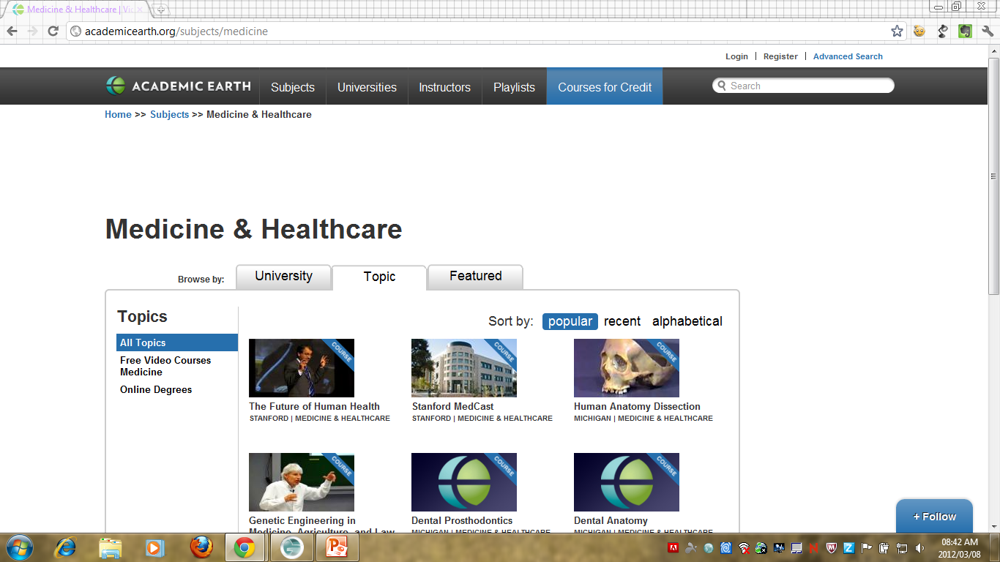 Medicine & Healthcare | Vid
academicearth.org/subjects/medicine
Login | Register | Advanced Search
ACADEMIC EARTH Subjects Universities Instructors Playlists Courses for Credit Search
Home >> Subjects >> Medicine & Healthcare
Medicine & Healthcare
Browse by: University Topic Featured
Topics
All Topics
Free Video Courses
Medicine
Online Degrees
Sort by: popular recent alphabetical
COURSE COURSE COURSE
The Future of Human Health Stanford MedCast Human Anatomy Dissection
STANFORD | MEDICINE & HEALTHCARE STANFORD | MEDICINE & HEALTHCARE MICHIGAN | MEDICINE & HEALTHCARE
COURSE COURSE COURSE
Genetic Engineering in Dental Prosthodontics Dental Anatomy
Medicine, Agriculture, and Law MICHIGAN | MEDICINE & HEALTHCARE MICHIGAN | MEDICINE & HEALTHCARE
+ Follow
08:42 AM
2012/03/08